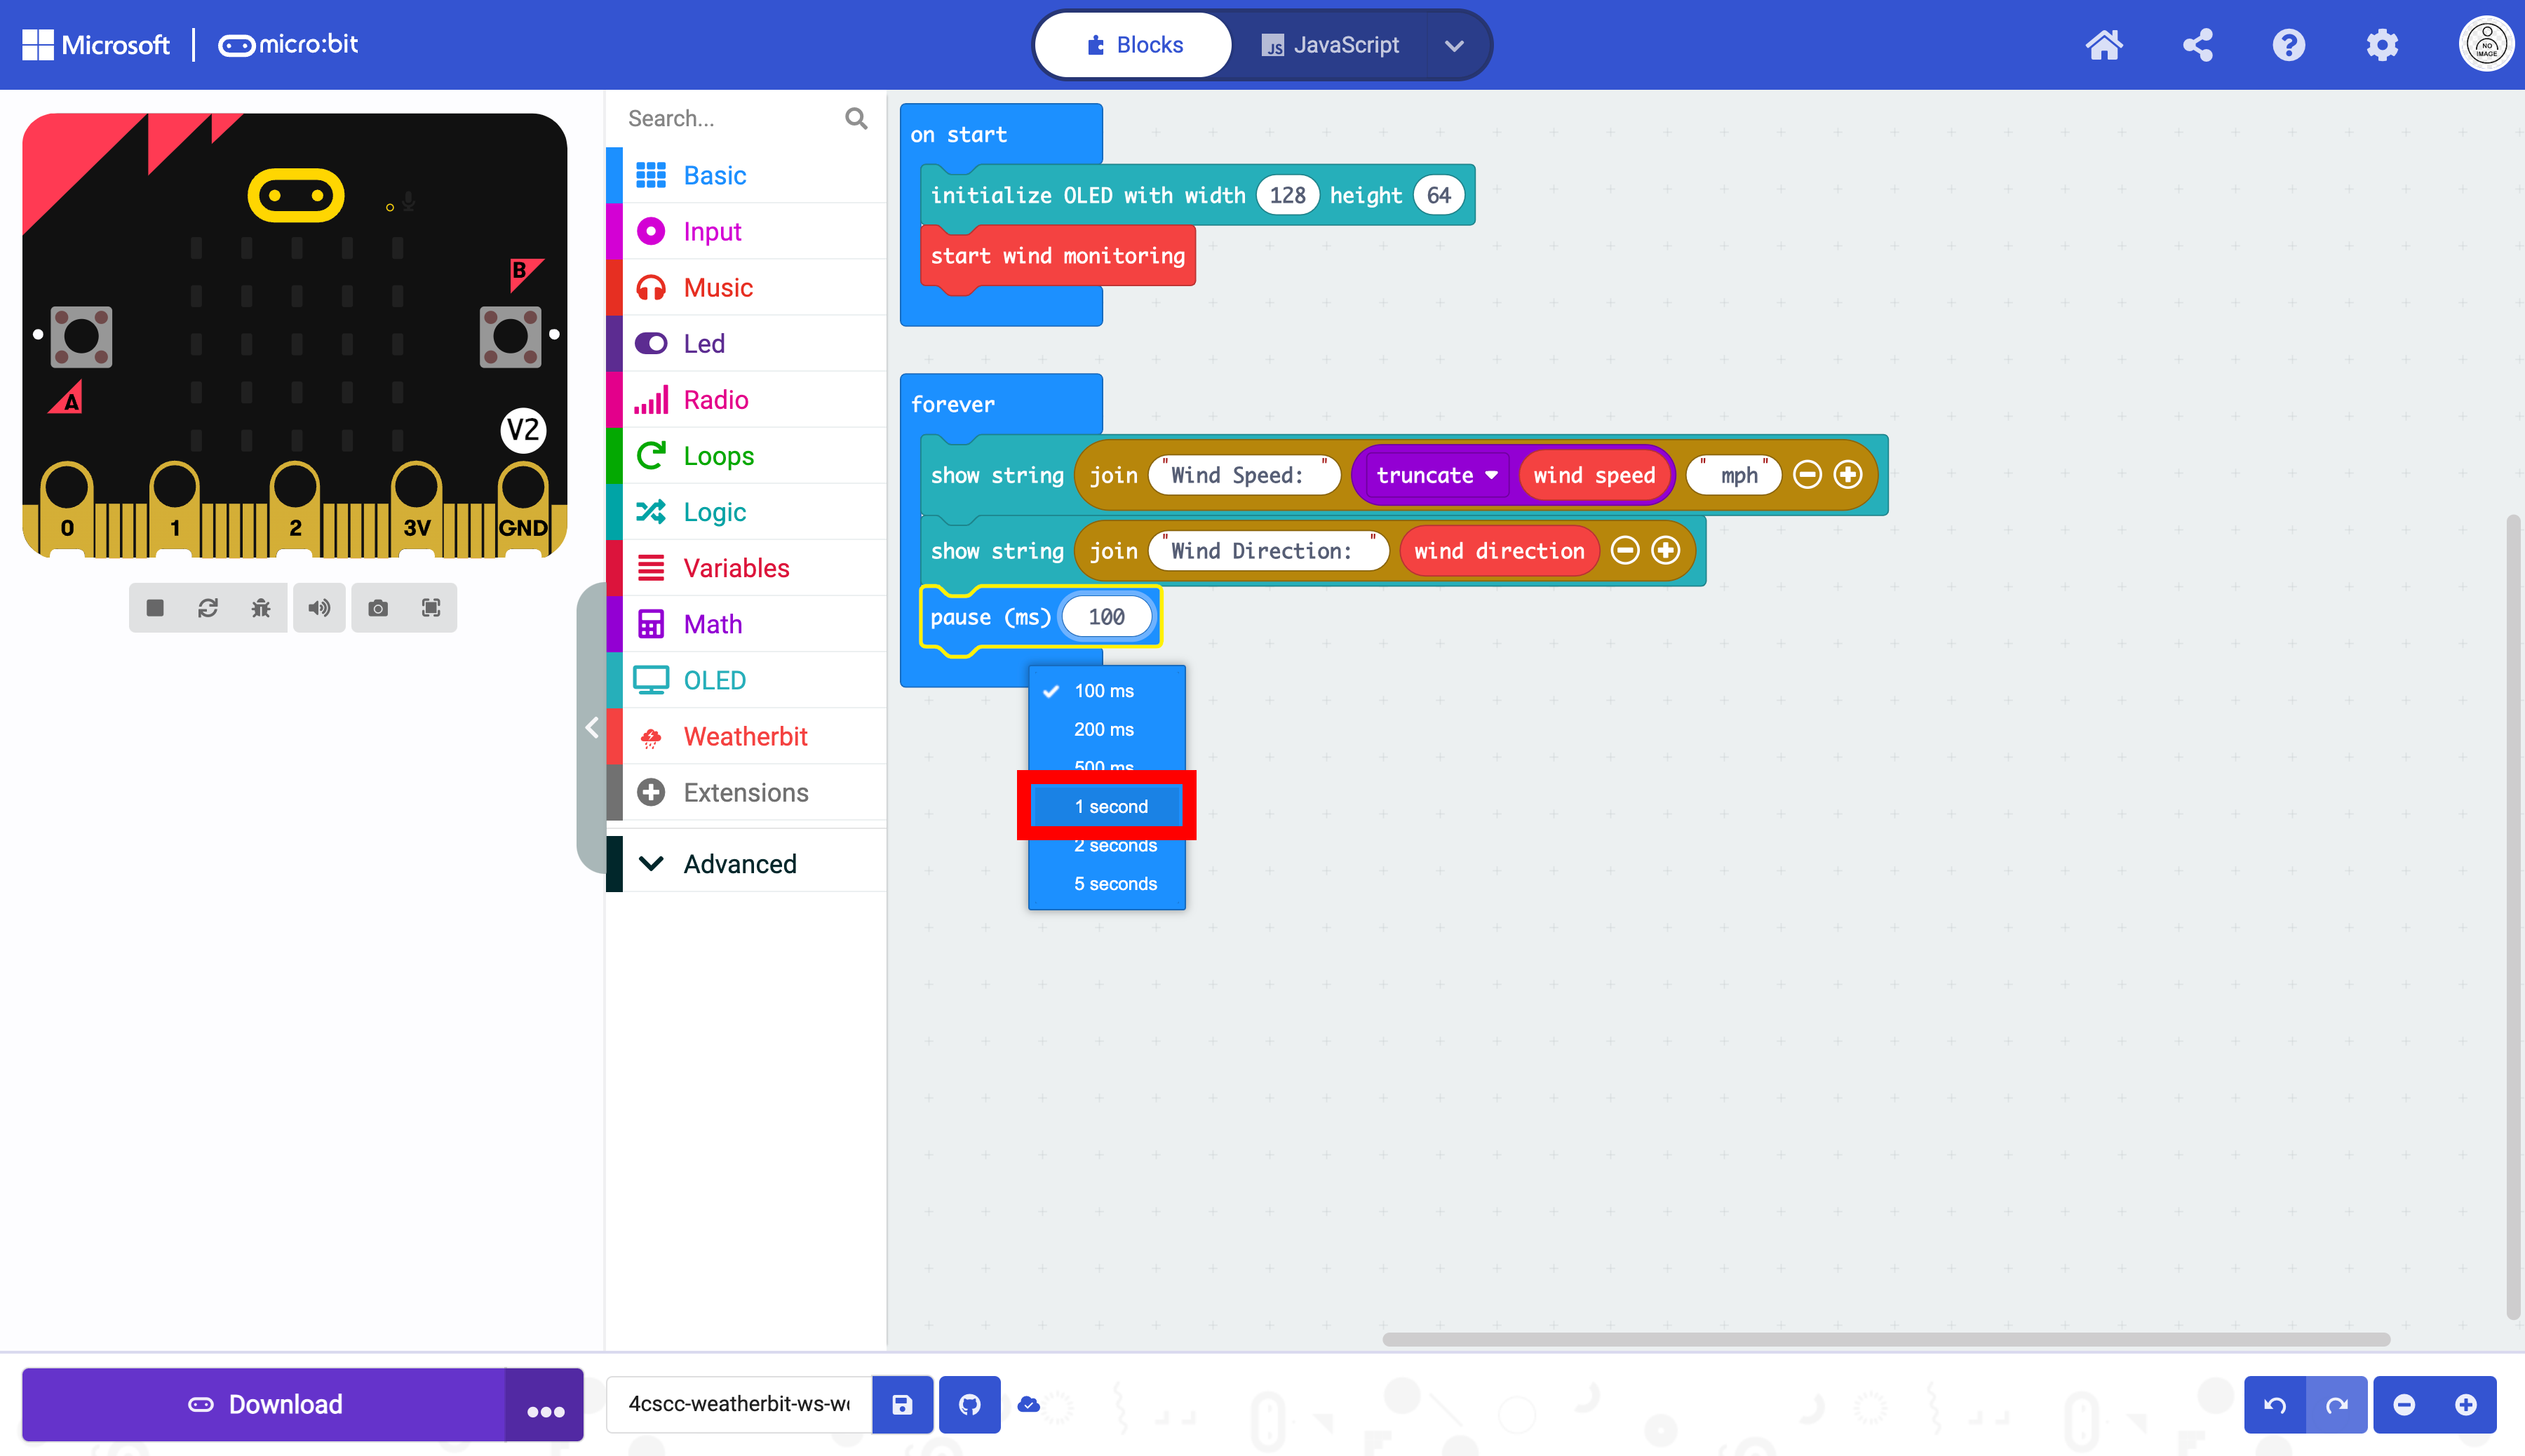 Microsoft
micro:bit
Blocks
JS
JavaScript
NO
IMAGE
B
A
V2
0
1
2
3V
GND
Search...
Basic
Input
Music
Led
Radio
Loops
Logic
Variables
Math
OLED
Weatherbit
Extensions
Advanced
on start
initialize OLED with width 128 height 64
start wind monitoring
forever
show string join "Wind Speed: " truncate wind speed " mph" − +
show string join "Wind Direction: " wind direction − +
pause (ms) 100
100 ms
200 ms
500 ms
1 second
2 seconds
5 seconds
Download
4cscc-weatherbit-ws-w